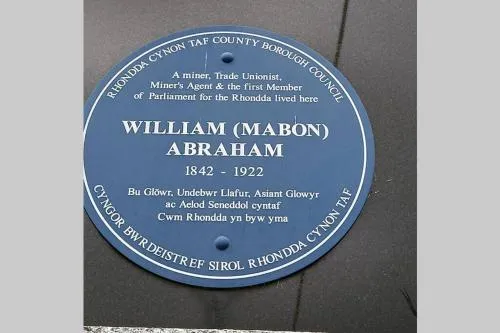 RHONDDA CYNON TAF COUNTY BOROUGH COUNCIL
A miner, Trade Unionist,
Miner's Agent & the first Member
of Parliament for the Rhondda lived here
WILLIAM (MABON)
ABRAHAM
1842 - 1922
Bu Glöwr, Undebwr Llafur, Asiant Glowyr
ac Aelod Seneddol cyntaf
Cwm Rhondda yn byw yma
CYNGOR BWRDEISTREF SIROL RHONDDA CYNON TAF